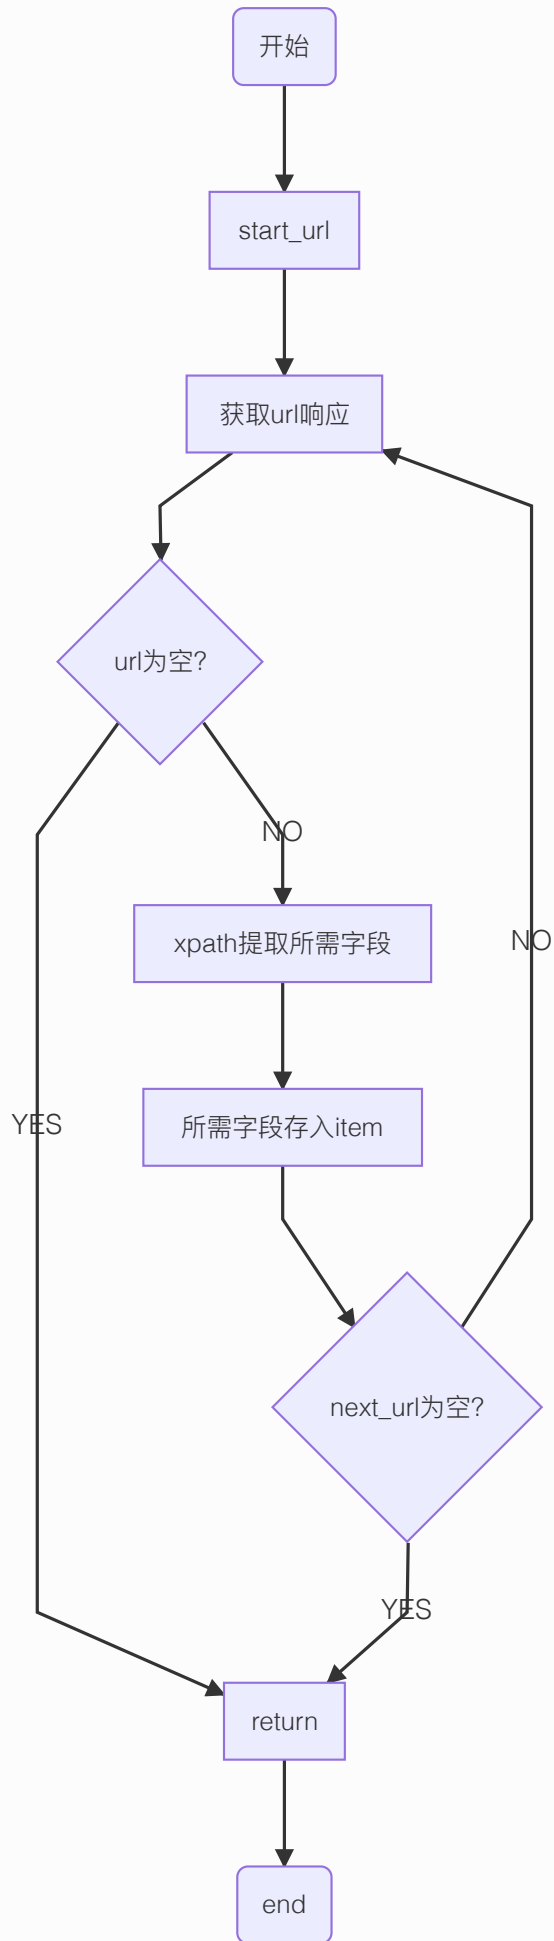 开始
start_url
获取url响应
url为空?
NO
xpath提取所需字段
NO
YES
所需字段存入item
next_url为空?
YES
return
end